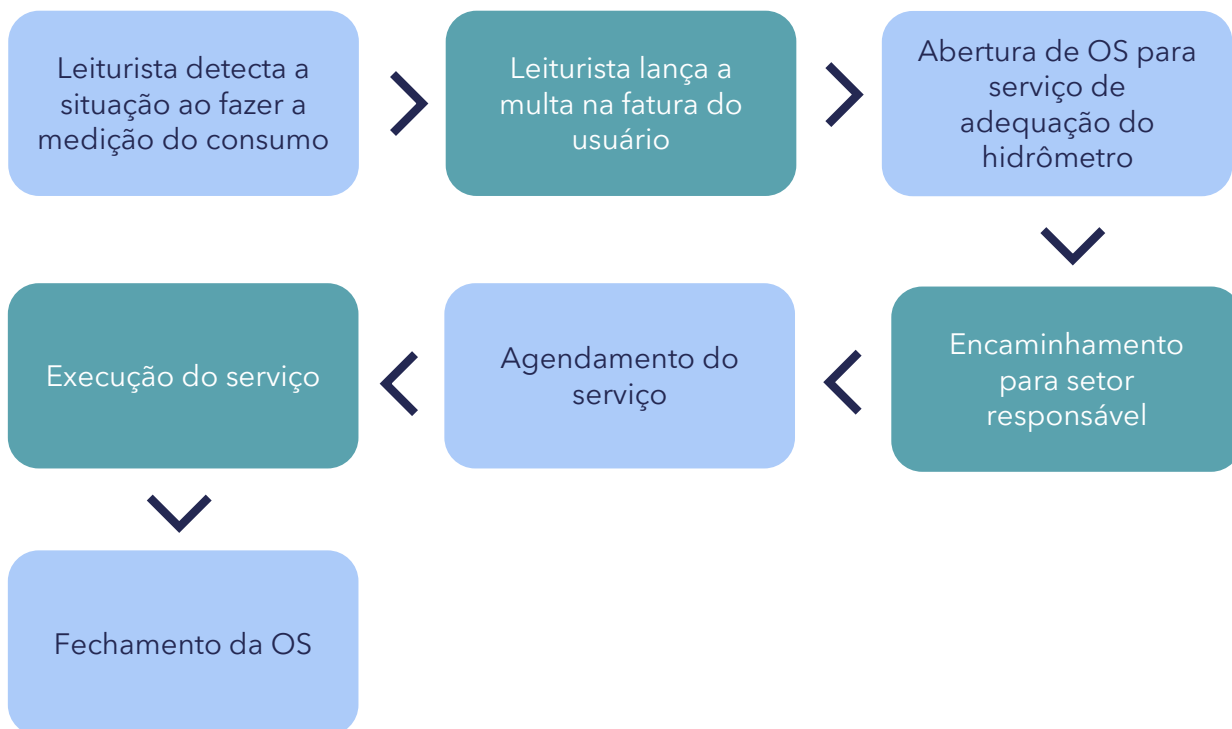 Leiturista detecta a
situação ao fazer a
medição do consumo
Leiturista lança a
multa na fatura do
usuário
Abertura de OS para
serviço de
adequação do
hidrômetro
Encaminhamento
para setor
responsável
Agendamento do
serviço
Execução do serviço
Fechamento da OS